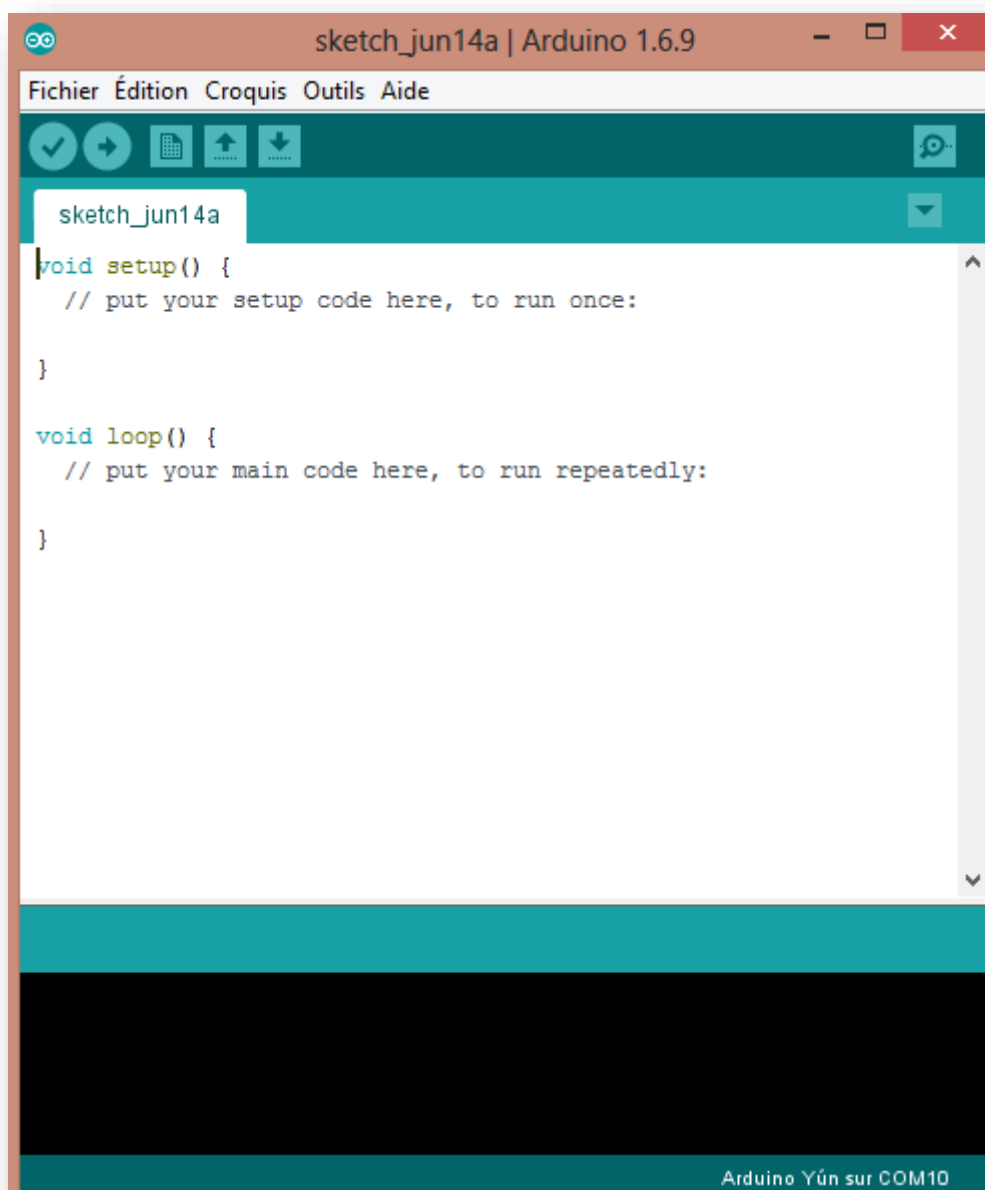 sketch_jun14a | Arduino 1.6.9
Fichier Édition Croquis Outils Aide
sketch_jun14a
void setup() {
  // put your setup code here, to run once:
}
void loop() {
  // put your main code here, to run repeatedly:
}
Arduino Yún sur COM10